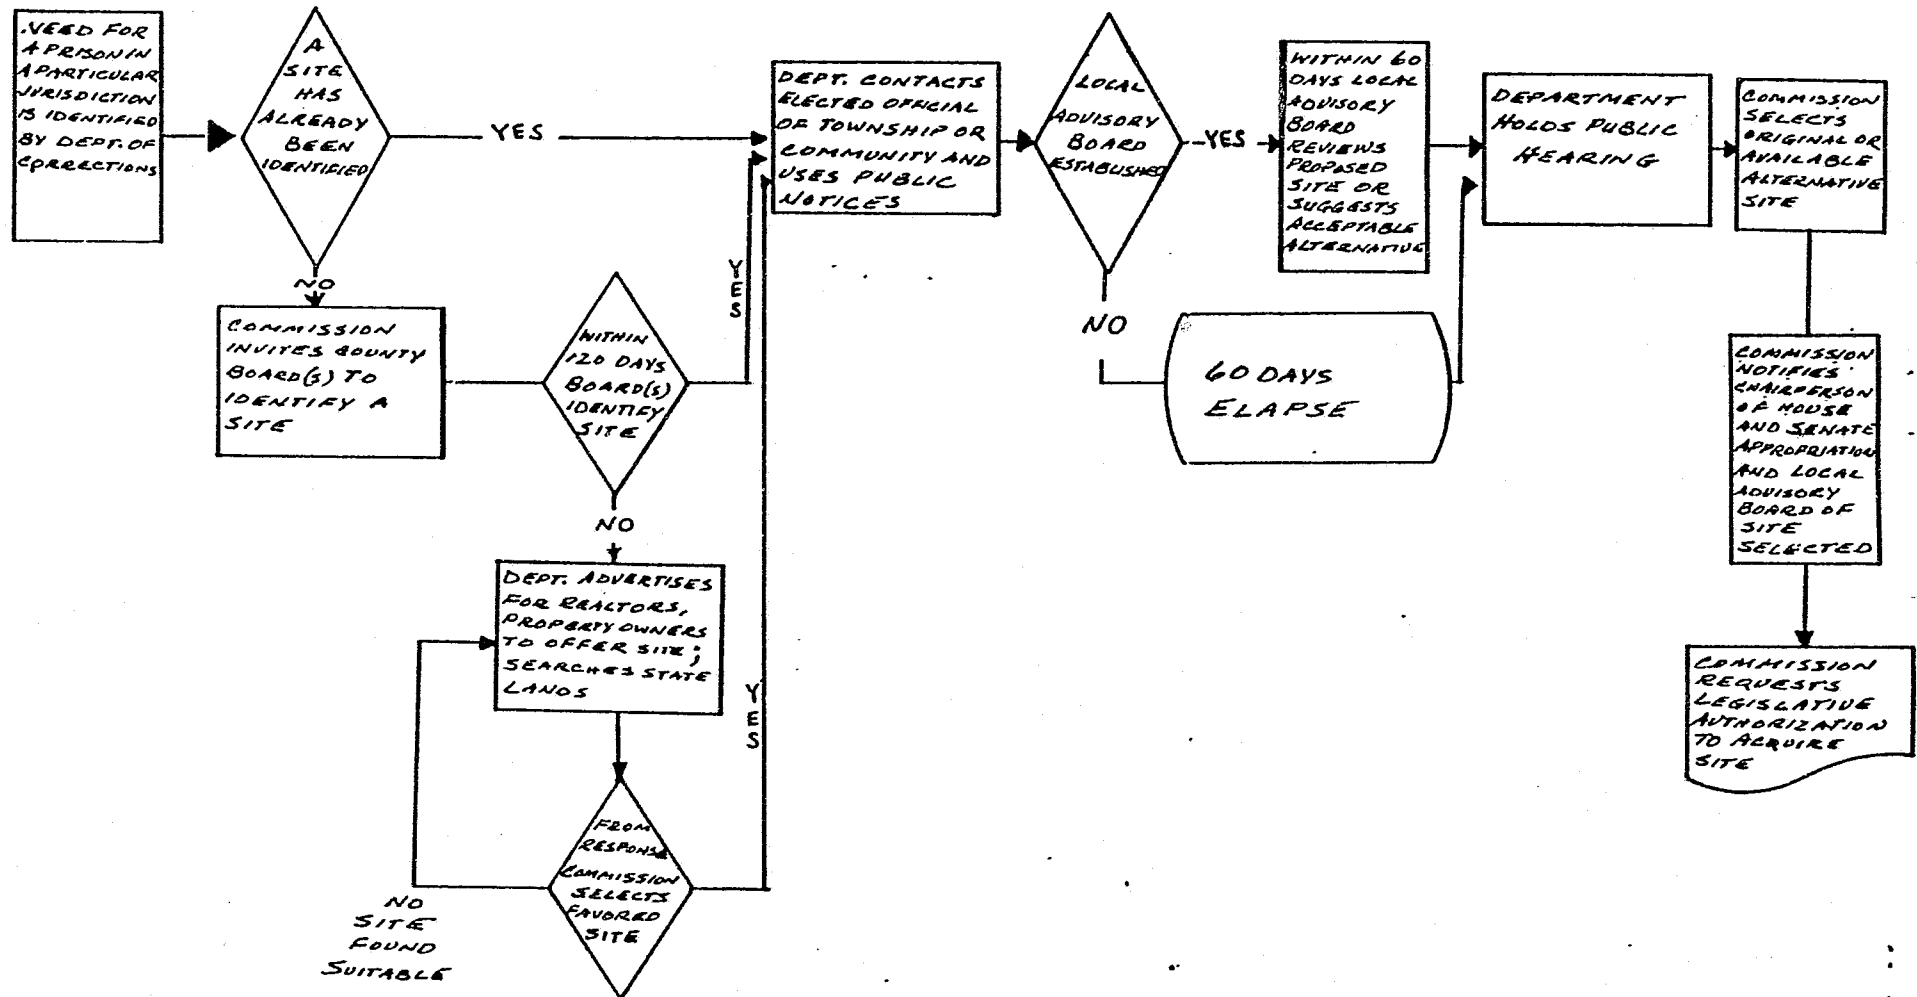 NEED FOR
A PRISON IN
A PARTICULAR
JURISDICTION
IS IDENTIFIED
BY DEPT. OF
CORRECTIONS
A
SITE
HAS
ALREADY
BEEN
IDENTIFIED
YES
NO
COMMISSION
INVITES COUNTY
BOARD(S) TO
IDENTIFY A
SITE
WITHIN
120 DAYS
BOARD(S)
IDENTIFY
SITE
YES
NO
DEPT. ADVERTISES
FOR REALTORS,
PROPERTY OWNERS
TO OFFER SITE;
SEARCHES STATE
LANDS
FROM
RESPONSE
COMMISSION
SELECTS
FAVORED
SITE
YES
NO
SITE
FOUND
SUITABLE
DEPT. CONTACTS
ELECTED OFFICIAL
OF TOWNSHIP OR
COMMUNITY AND
USES PUBLIC
NOTICES
LOCAL
ADVISORY
BOARD
ESTABLISHED
YES
NO
60 DAYS
ELAPSE
WITHIN 60
DAYS LOCAL
ADVISORY
BOARD
REVIEWS
PROPOSED
SITE OR
SUGGESTS
ACCEPTABLE
ALTERNATIVE
DEPARTMENT
HOLDS PUBLIC
HEARING
COMMISSION
SELECTS
ORIGINAL OR
AVAILABLE
ALTERNATIVE
SITE
COMMISSION
NOTIFIES
CHAIRPERSON
OF HOUSE
AND SENATE
APPROPRIATION
AND LOCAL
ADVISORY
BOARD OF
SITE
SELECTED
COMMISSION
REQUESTS
LEGISLATIVE
AUTHORIZATION
TO ACQUIRE
SITE